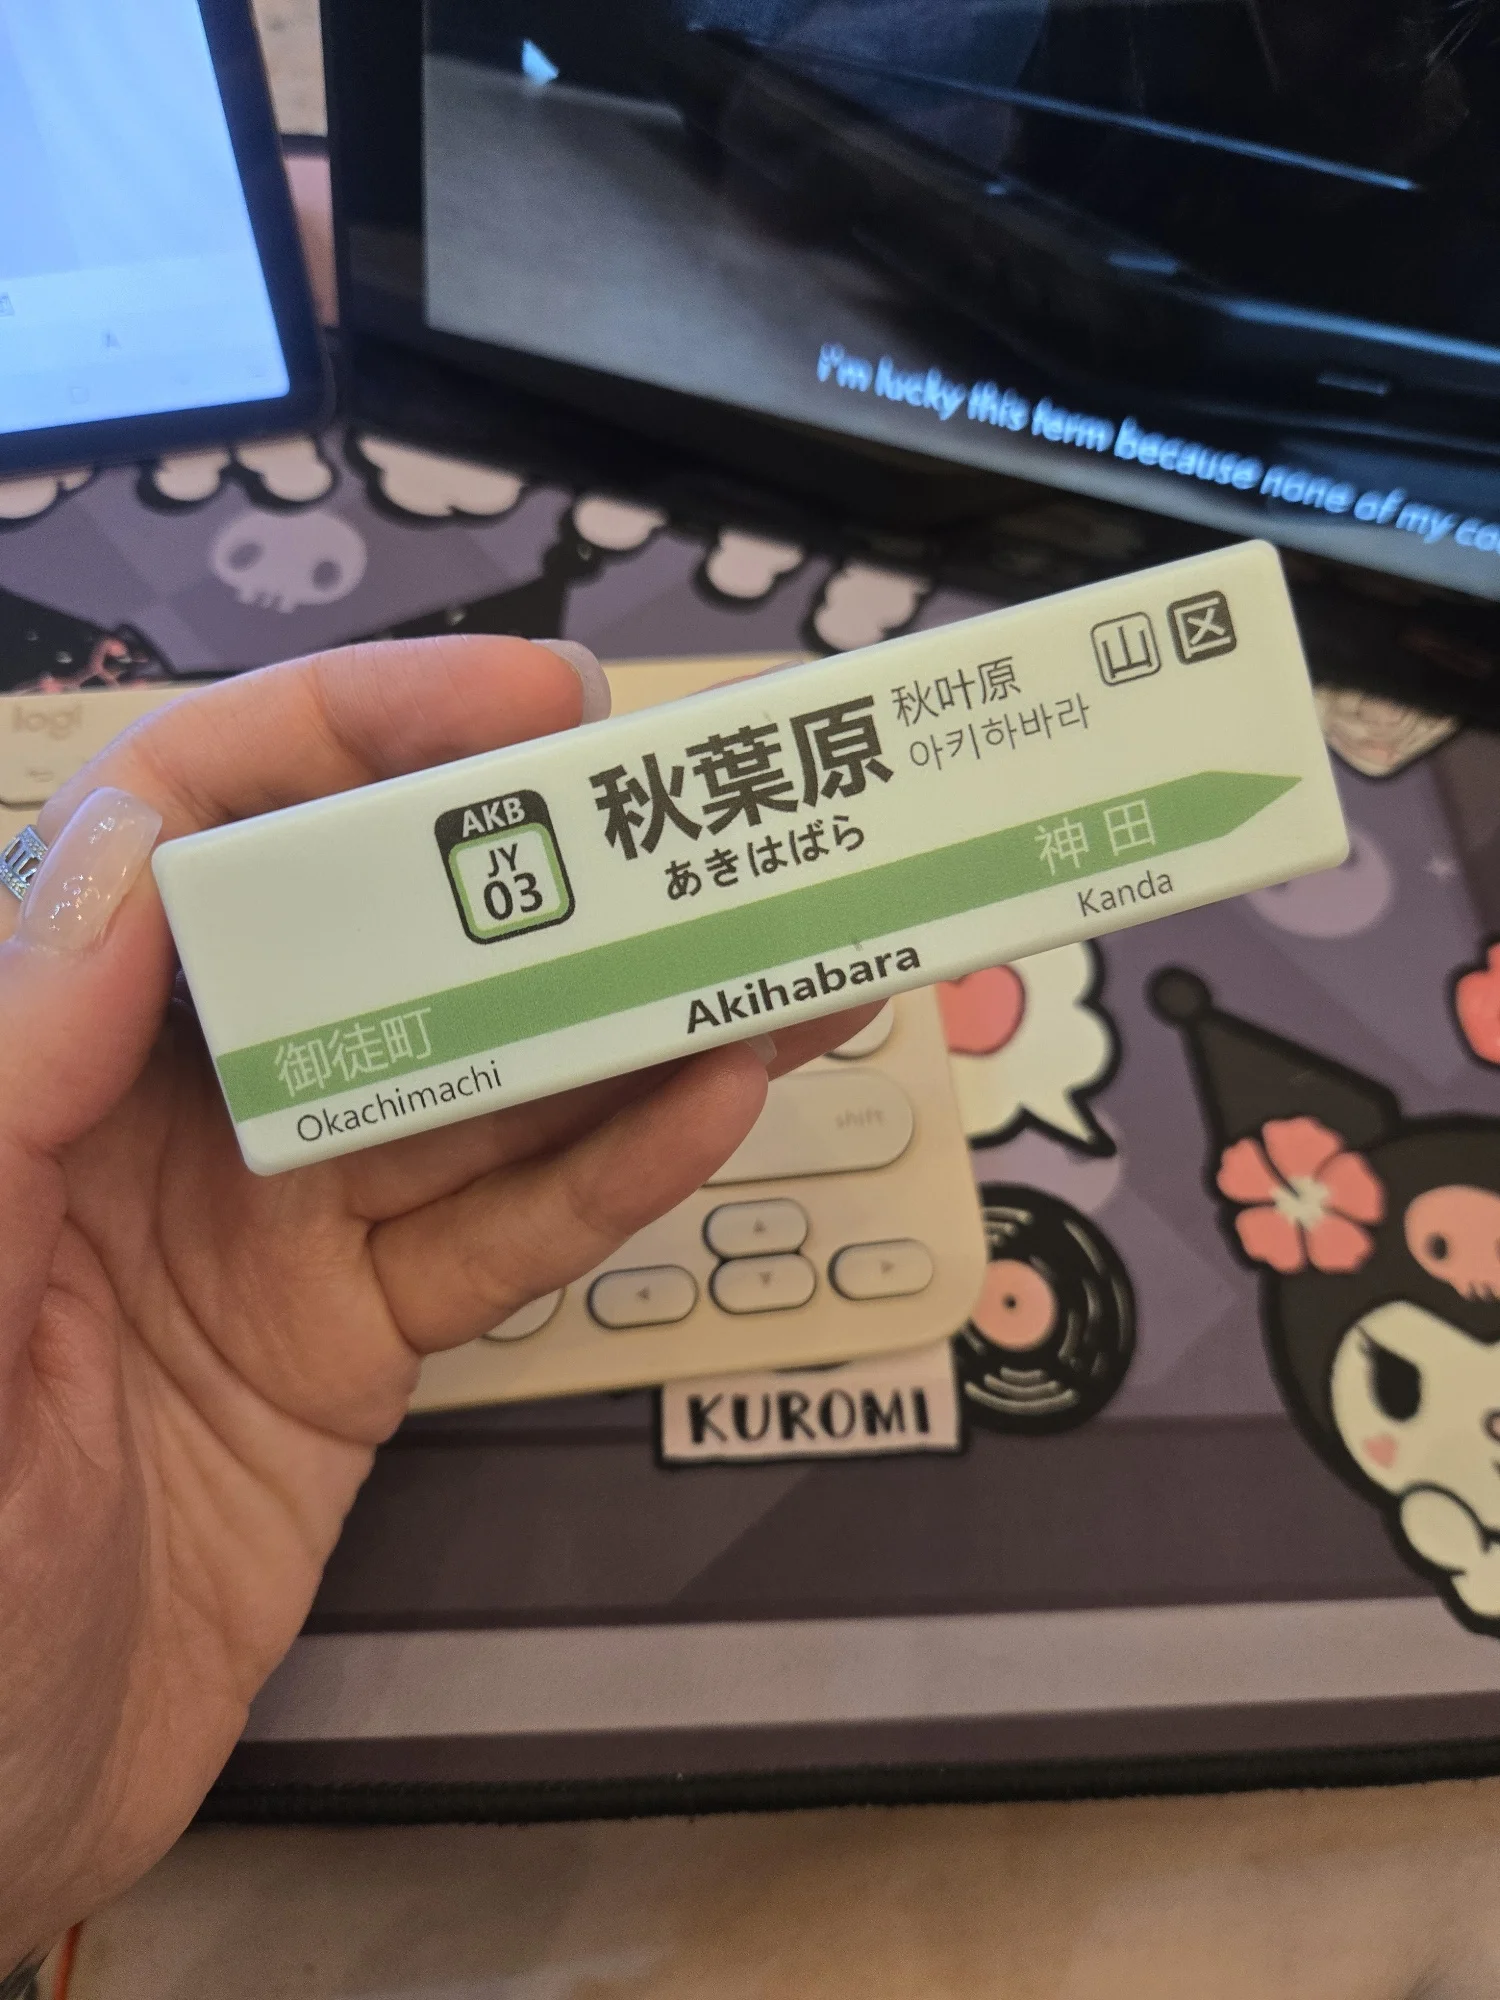 A
i'm lucky this term because none of my co
logi
山 区
秋葉原
秋叶原
아키하바라
AKB
JY
03
あきはばら
神田
Kanda
御徒町
Akihabara
Okachimachi
shift
KUROMI